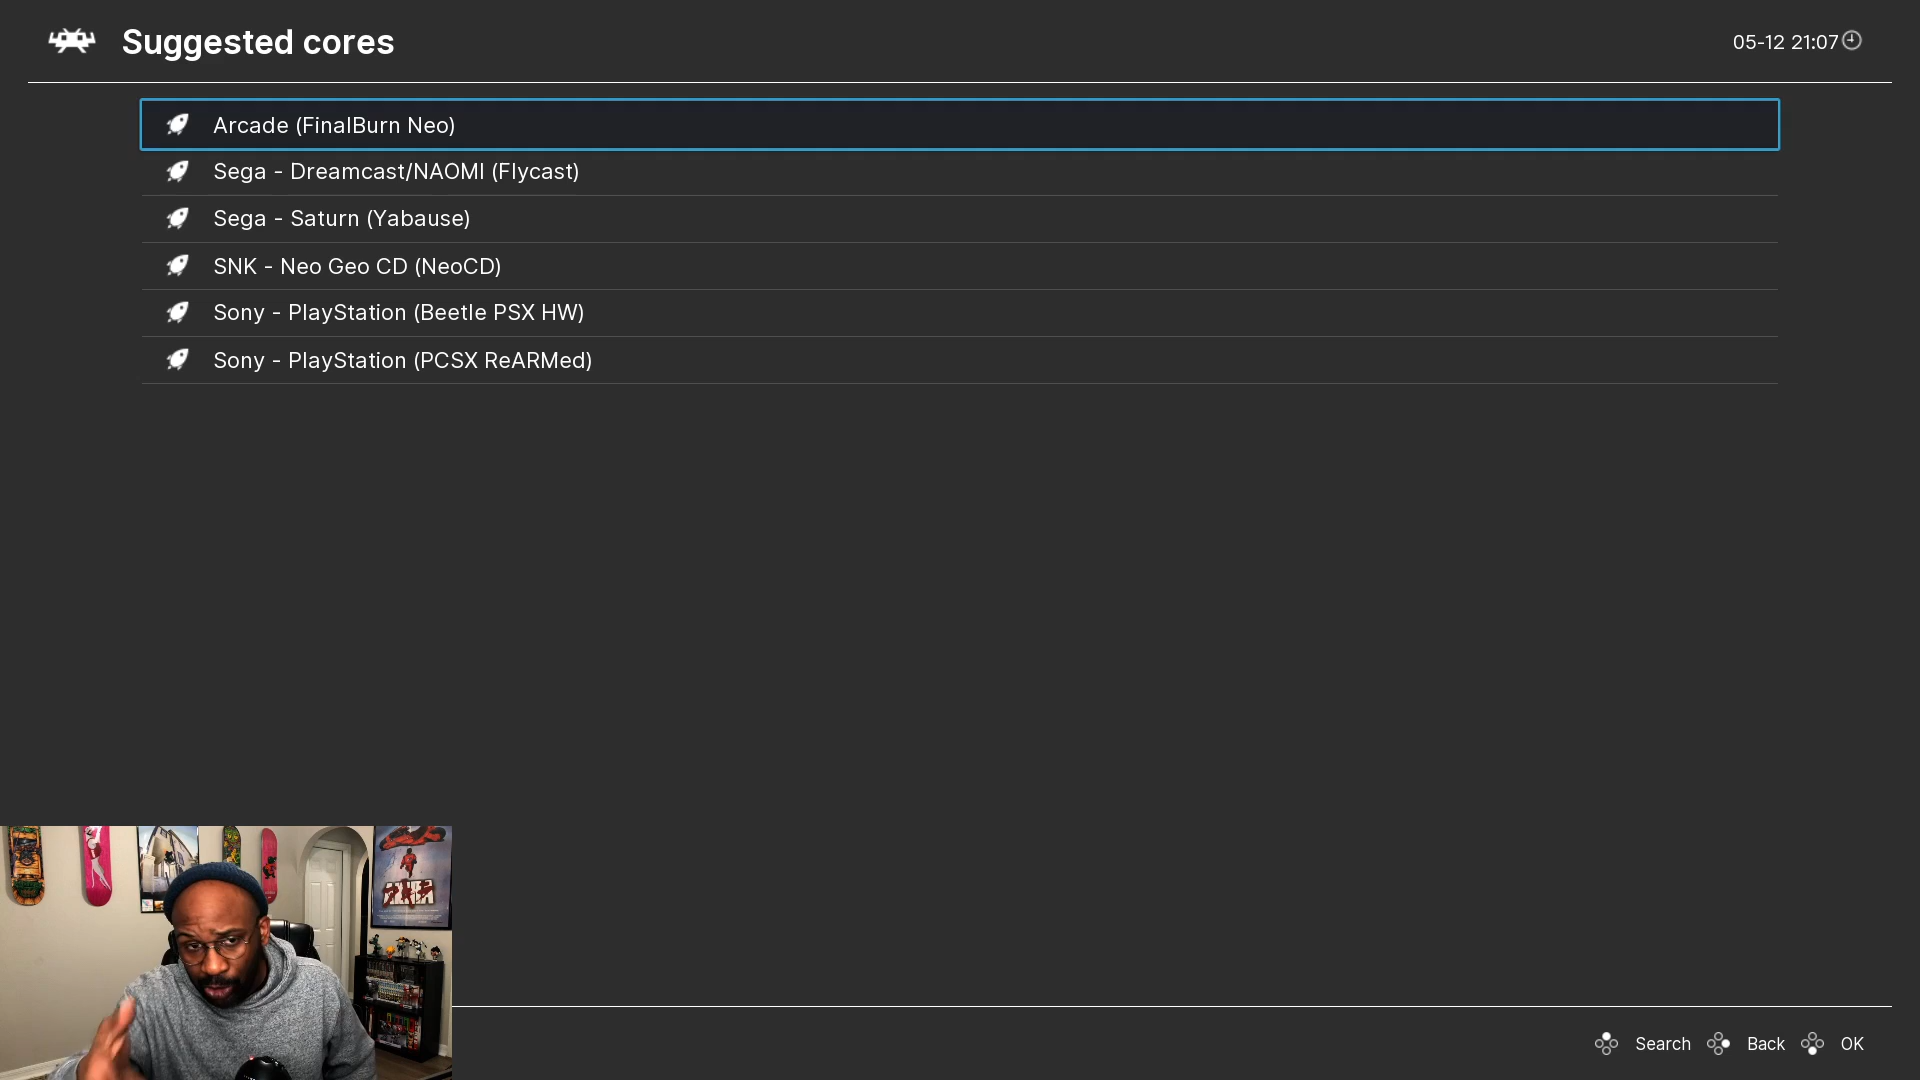 Suggested cores
05-12 21:07
Arcade (FinalBurn Neo)
Sega - Dreamcast/NAOMI (Flycast)
Sega - Saturn (Yabause)
SNK - Neo Geo CD (NeoCD)
Sony - PlayStation (Beetle PSX HW)
Sony - PlayStation (PCSX ReARMed)
Search
Back
OK